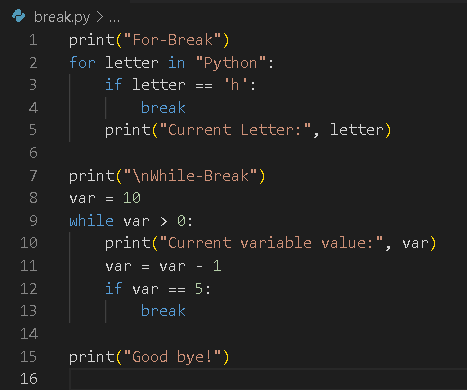 break.py > ...
1 print("For-Break")
2 for letter in "Python":
3     if letter == 'h':
4         break
5     print("Current Letter:", letter)
6
7 print("\nWhile-Break")
8 var = 10
9 while var > 0:
10     print("Current variable value:", var)
11     var = var - 1
12     if var == 5:
13         break
14
15 print("Good bye!")
16